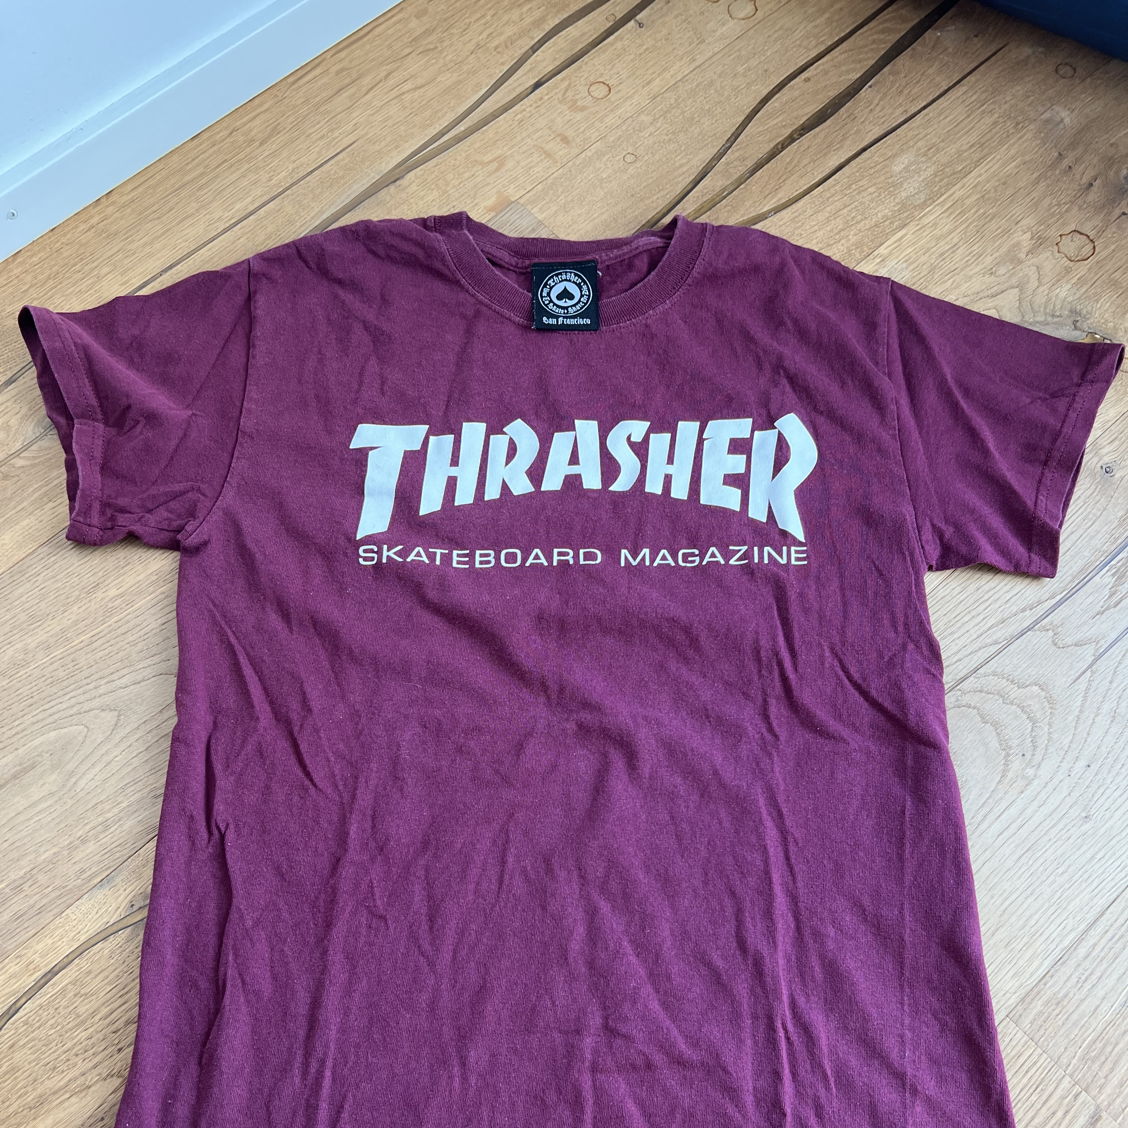 Thrasher
San Francisco
THRASHER
SKATEBOARD MAGAZINE